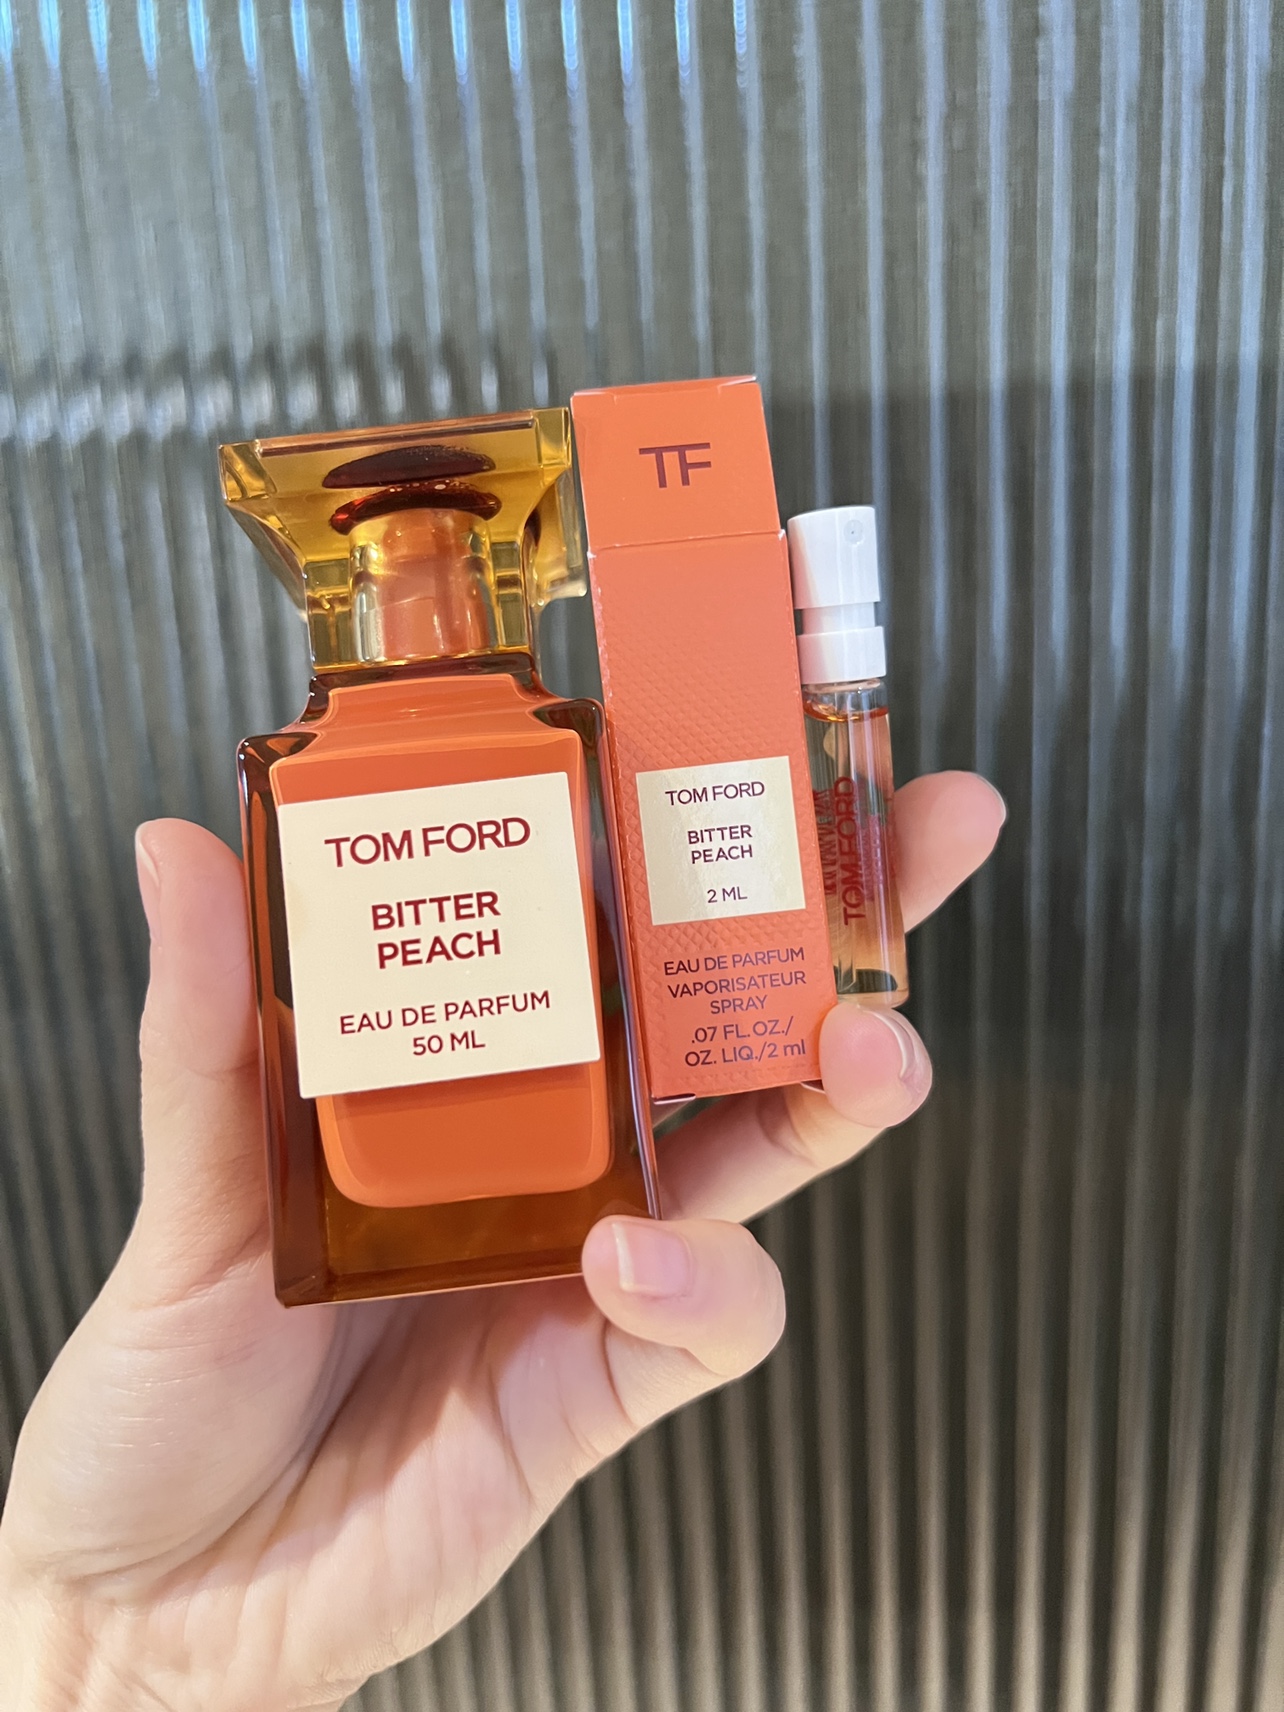 TOM FORD
BITTER
PEACH
EAU DE PARFUM
50 ML
TF
TOM FORD
BITTER
PEACH
2 ML
EAU DE PARFUM
VAPORISATEUR
SPRAY
.07 FL.OZ./
OZ. LIQ./2 ml
TOM FORD